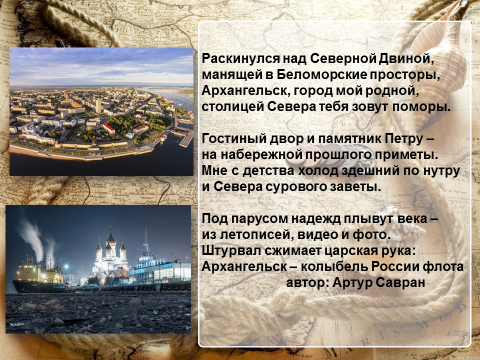 Раскинулся над Северной Двиной,
манящей в Беломорские просторы,
Архангельск, город мой родной,
столицей Севера тебя зовут поморы.
Гостиный двор и памятник Петру –
на набережной прошлого приметы.
Мне с детства холод здешний по нутру
и Севера сурового заветы.
Под парусом надежд плывут века –
из летописей, видео и фото.
Штурвал сжимает царская рука:
Архангельск – колыбель России флота
автор: Артур Савран